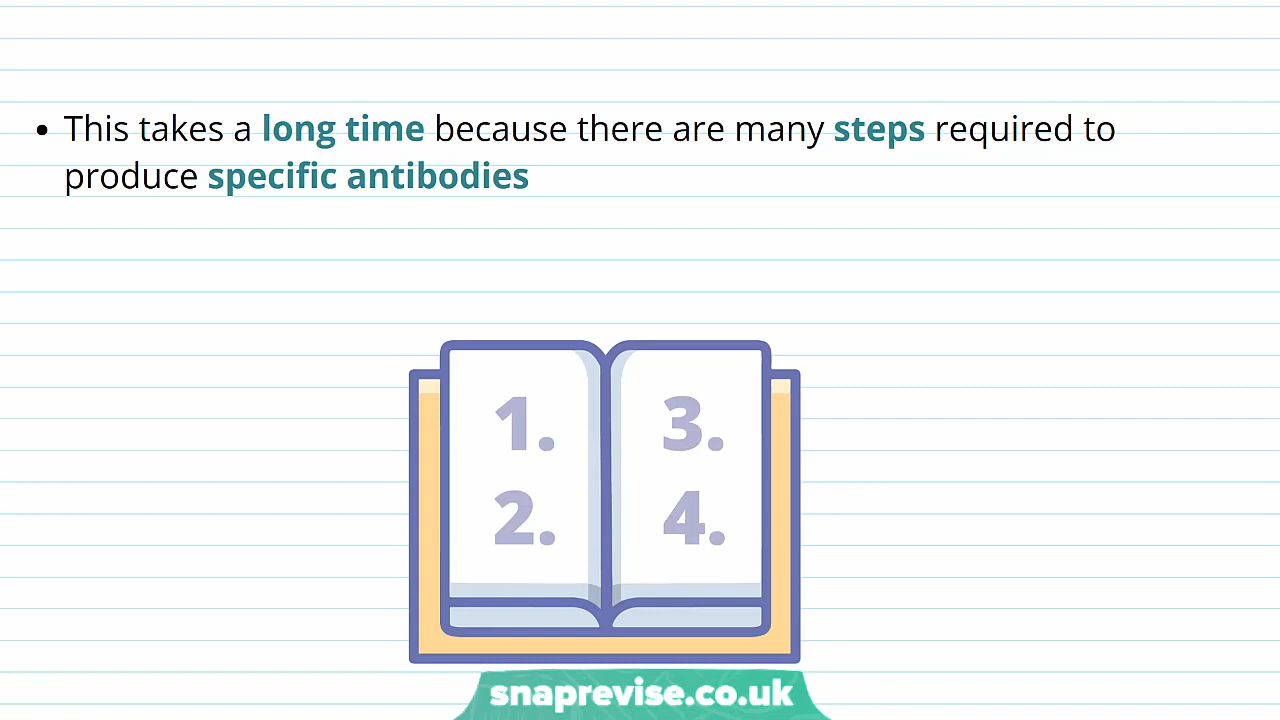 • This takes a long time because there are many steps required to
produce specific antibodies
1.
2.
3.
4.
snaprevise.co.uk